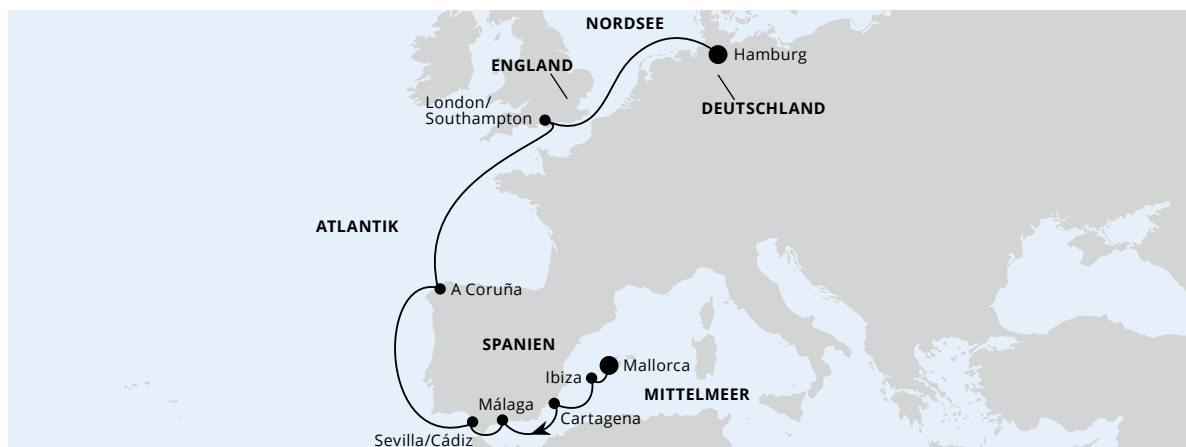 NORDSEE
Hamburg
ENGLAND
London/
Southampton
DEUTSCHLAND
ATLANTIK
A Coruña
SPANIEN
Mallorca
Ibiza
MITTELMEER
Málaga
Cartagena
Sevilla/Cádiz